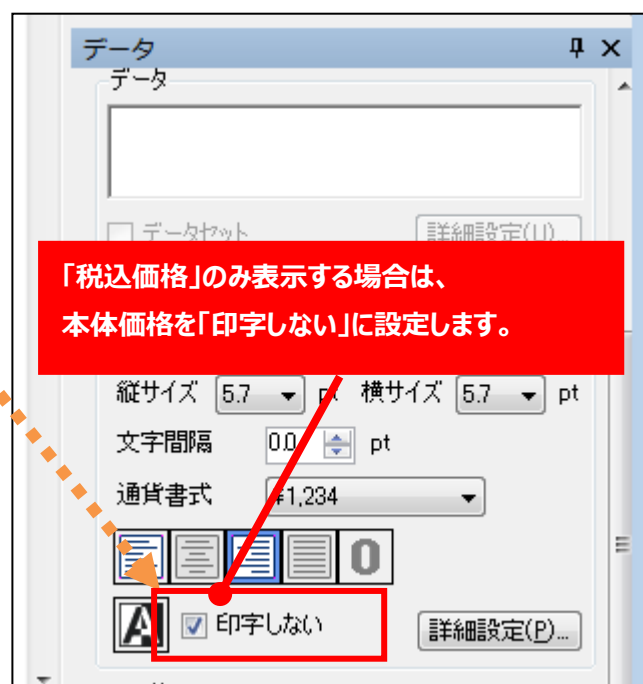 データ
データ
データセット
詳細設定(U)...
「税込価格」のみ表示する場合は、
本体価格を「印字しない」に設定します。
縦サイズ 5.7 pt 横サイズ 5.7 pt
文字間隔 0.0 pt
通貨書式 ¥1,234
0
A 印字しない 詳細設定(P)...